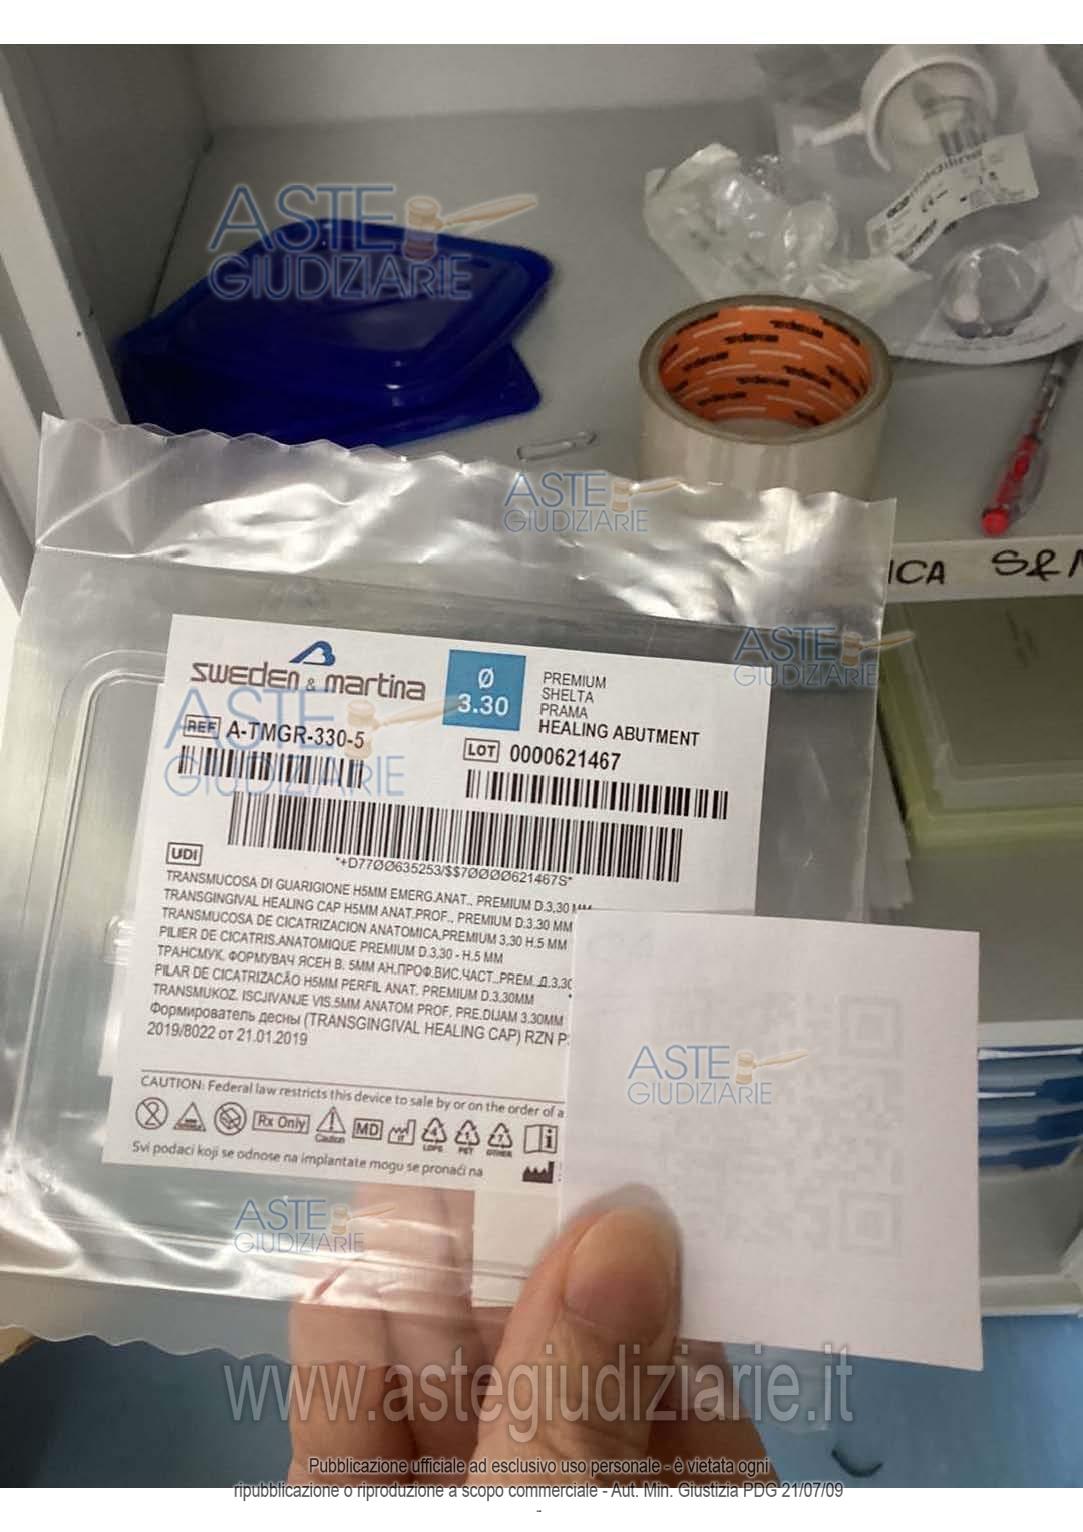 ASTE
GIUDIZIARIE
ASTE
GIUDIZIARIE
ICA S&M
ASTE
GIUDIZIARIE
sweden & martina
Ø
3.30
PREMIUM
SHELTA
PRAMA
HEALING ABUTMENT
ASTE
GIUDIZIARIE
REF A-TMGR-330-5
LOT 0000621467
UDI
*+D77ØØ635253/$$7ØØØØ621467S*
TRANSMUCOSA DI GUARIGIONE H5MM EMERG.ANAT., PREMIUM D.3,30 MM
TRANSGINGIVAL HEALING CAP H5MM ANAT.PROF., PREMIUM D.3.30 MM
TRANSMUCOSA DE CICATRIZACION ANATOMICA,PREMIUM 3,30 H.5 MM
PILIER DE CICATRIS.ANATOMIQUE PREMIUM D.3,30 - H.5 MM
ТРАНСМУК. ФОРМУВАЧ ЯСЕН В. 5ММ АН.ПРОФ.ВИС.ЧАСТ.,PREM. Д.3,30
PILAR DE CICATRIZACÃO H5MM PERFIL ANAT. PREMIUM D.3.30MM
TRANSMUKOZ. ISCJIVANJE VIS.5MM ANATOM PROF. PRE.DIJAM 3.30MM
Формирователь десны (TRANSGINGIVAL HEALING CAP) RZN
2019/8022 от 21.01.2019
ASTE
GIUDIZIARIE
CAUTION: Federal law restricts this device to sale by or on the order of a
Rx Only
Caution
MD
LDPE
PET
OTHER
Svi podaci koji se odnose na implantate mogu se pronaći na
ASTE
GIUDIZIARIE
www.astegiudiziarie.it
Pubblicazione ufficiale ad esclusivo uso personale - è vietata ogni
ripubblicazione o riproduzione a scopo commerciale - Aut. Min. Giustizia PDG 21/07/09
-